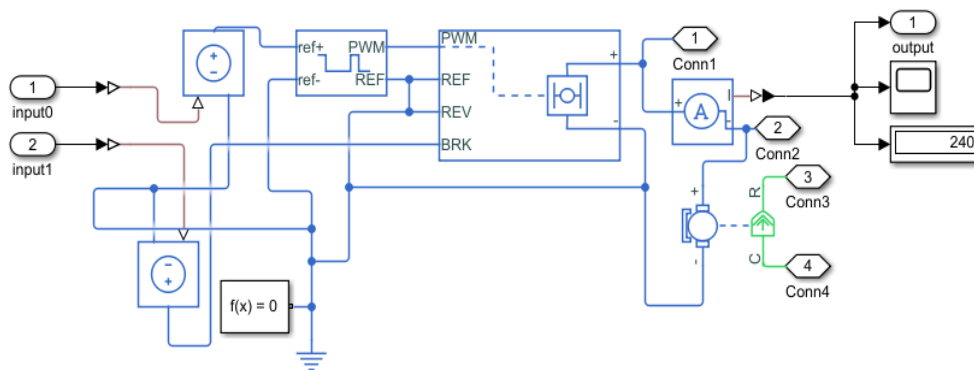 1
input0
2
input1
ref+
ref-
PWM
REF
PWM
REF
REV
BRK
+
-
1
Conn1
+
A
I
-
2
Conn2
1
output
240
+
-
R
C
3
Conn3
4
Conn4
-
+
+
-
f(x) = 0